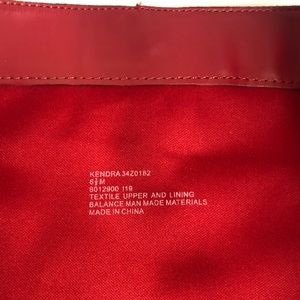 KENDRA 34Z0182
6½M
8012900 119
TEXTILE UPPER AND LINING
BALANCE MAN MADE MATERIALS
MADE IN CHINA